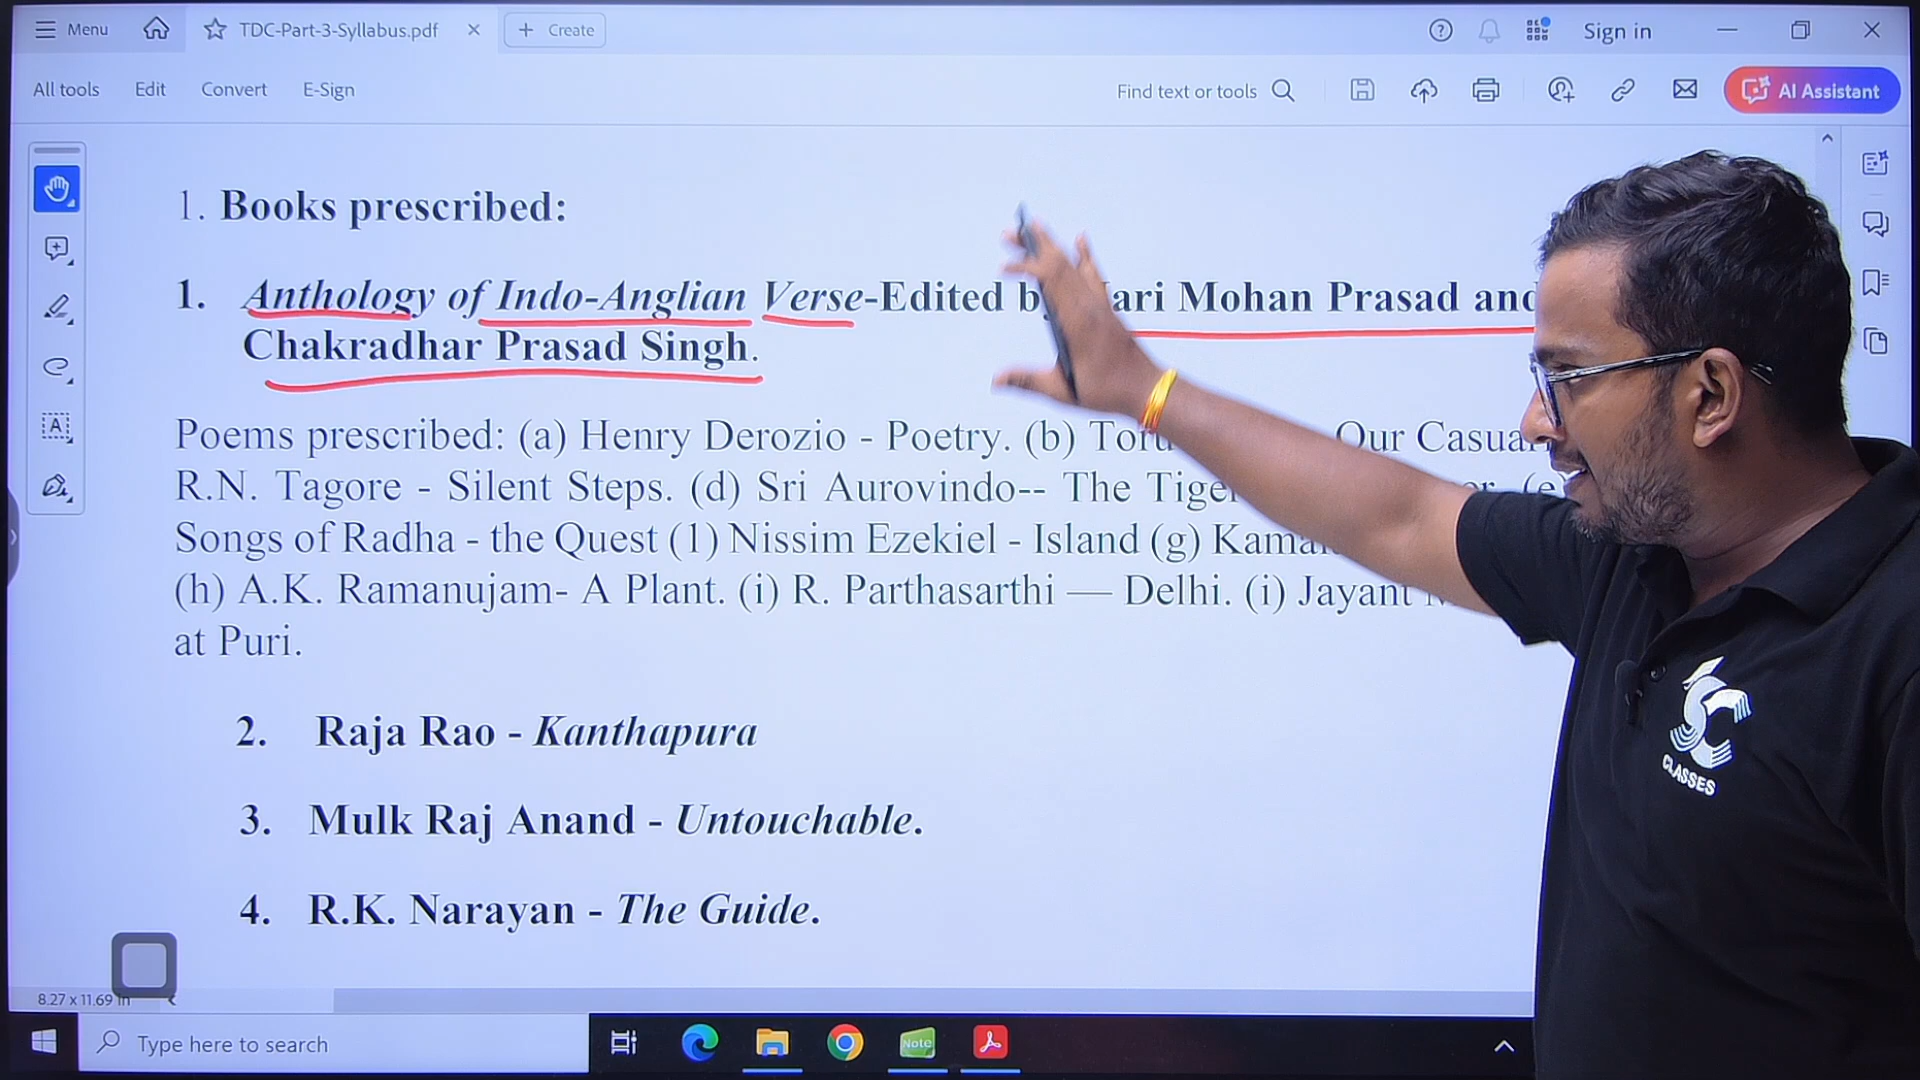 Menu
TDC-Part-3-Syllabus.pdf
Create
Sign in
All tools
Edit
Convert
E-Sign
Find text or tools
AI Assistant
1. Books prescribed:
1. Anthology of Indo-Anglian Verse-Edited ari Mohan Prasad and
Chakradhar Prasad Singh.
Poems prescribed: (a) Henry Derozio - Poetry. (b) Our
R.N. Tagore - Silent Steps. (d) Sri Aurovindo-- The
Songs of Radha - the Quest (1) Nissim Ezekiel - Island (g)
(h) A.K. Ramanujam- A Plant. (i) R. Parthasarthi — Delhi. (i) Jayant
at Puri.
2. Raja Rao - Kanthapura
3. Mulk Raj Anand - Untouchable.
4. R.K. Narayan - The Guide.
8.27 x 11.69 in
Type here to search
Note
SC
CLASSES